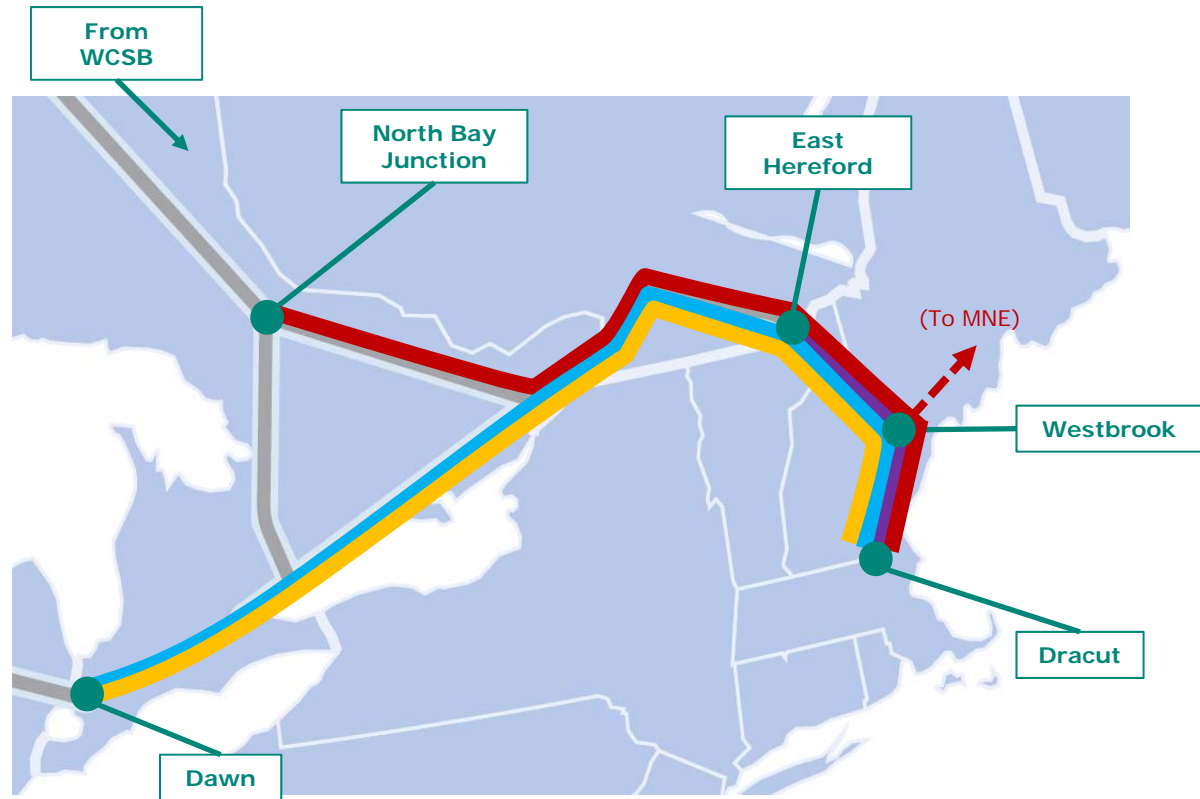 From
WCSB
North Bay
Junction
East
Hereford
(To MNE)
Westbrook
Dracut
Dawn